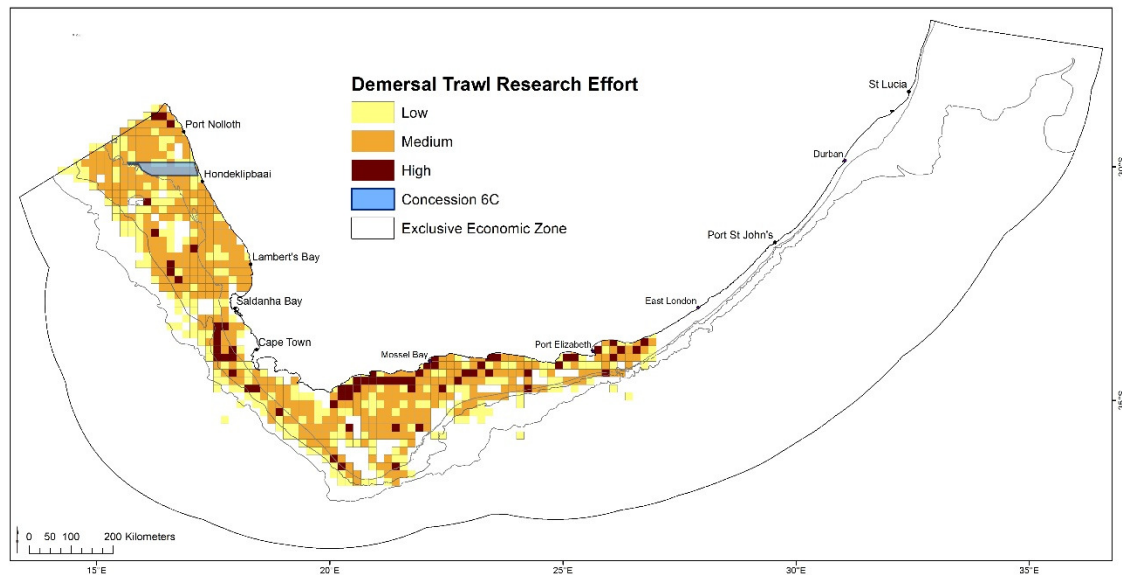 Demersal Trawl Research Effort
Low
Medium
High
Concession 6C
Exclusive Economic Zone
St Lucia
Port Nolloth
Durban
30°S
Hondeklipbaai
Port St John's
Lambert's Bay
East London
Saldanha Bay
Port Elizabeth
Cape Town
Mossel Bay
35°S
0 50 100 200 Kilometers
15°E 20°E 25°E 30°E 35°E